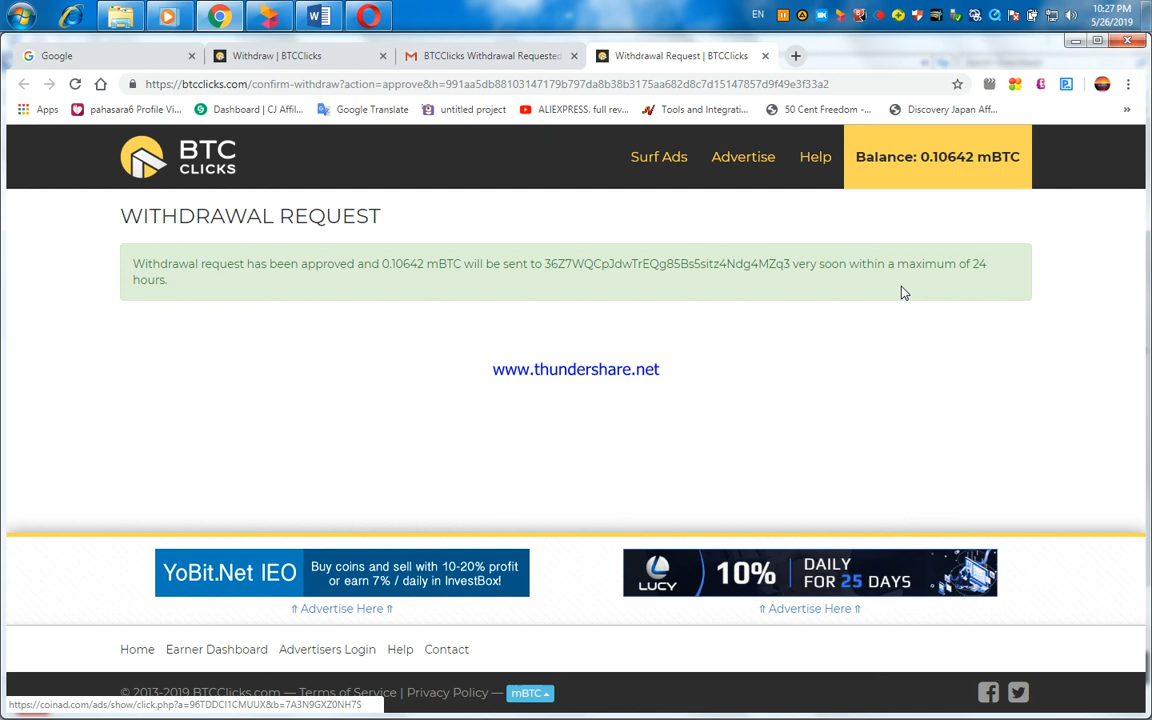 EN
10:27 PM
5/26/2019
Google
Withdraw | BTCClicks
BTCClicks Withdrawal Requested
Withdrawal Request | BTCClicks
https://btcclicks.com/confirm-withdraw?action=approve&h=991aa5db88103147179b797da8b38b3175aa682d8c7d15147857d949e3f33a2
Apps
pahasara6 Profile Vi...
Dashboard | CJ Affil...
Google Translate
untitled project
ALIEXPRESS. full rev...
Tools and Integrati...
50 Cent Freedom -...
Discovery Japan Aff...
»
BTC
CLICKS
Surf Ads
Advertise
Help
Balance: 0.10642 mBTC
WITHDRAWAL REQUEST
Withdrawal request has been approved and 0.10642 mBTC will be sent to 36Z7WQCpJdwTrEQg85Bs5sitz4Ndg4MZq3 very soon within a maximum of 24
hours.
www.thundershare.net
YoBit.Net IEO
Buy coins and sell with 10-20% profit
or earn 7% / daily in InvestBox!
LUCY
10%
DAILY
FOR 25 DAYS
⇑ Advertise Here ⇑
⇑ Advertise Here ⇑
Home
Earner Dashboard
Advertisers Login
Help
Contact
© 2013-2019 BTCClicks.com — Terms of Service | Privacy Policy — mBTC
https://coinad.com/ads/show/click.php?a=96TDDCI1CMUUX&b=7A3N9GXZ0NH7S